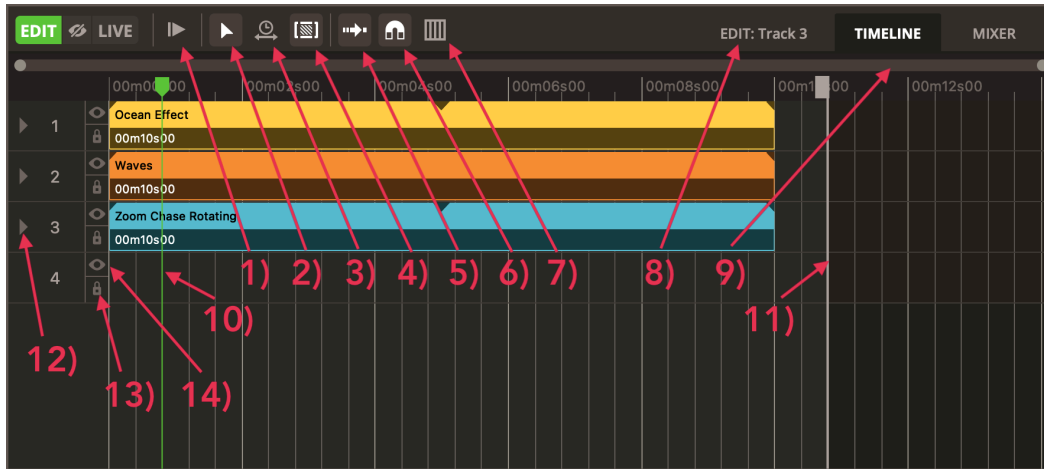 EDIT LIVE EDIT: Track 3 TIMELINE MIXER
00m02s00 00m04s00 00m06s00 00m08s00 00m12s00
1 Ocean Effect
00m10s00
2 Waves
00m10s00
3 Zoom Chase Rotating
00m10s00
4
1) 2) 3) 4) 5) 6) 7) 8) 9)
10) 11)
12)
13) 14)